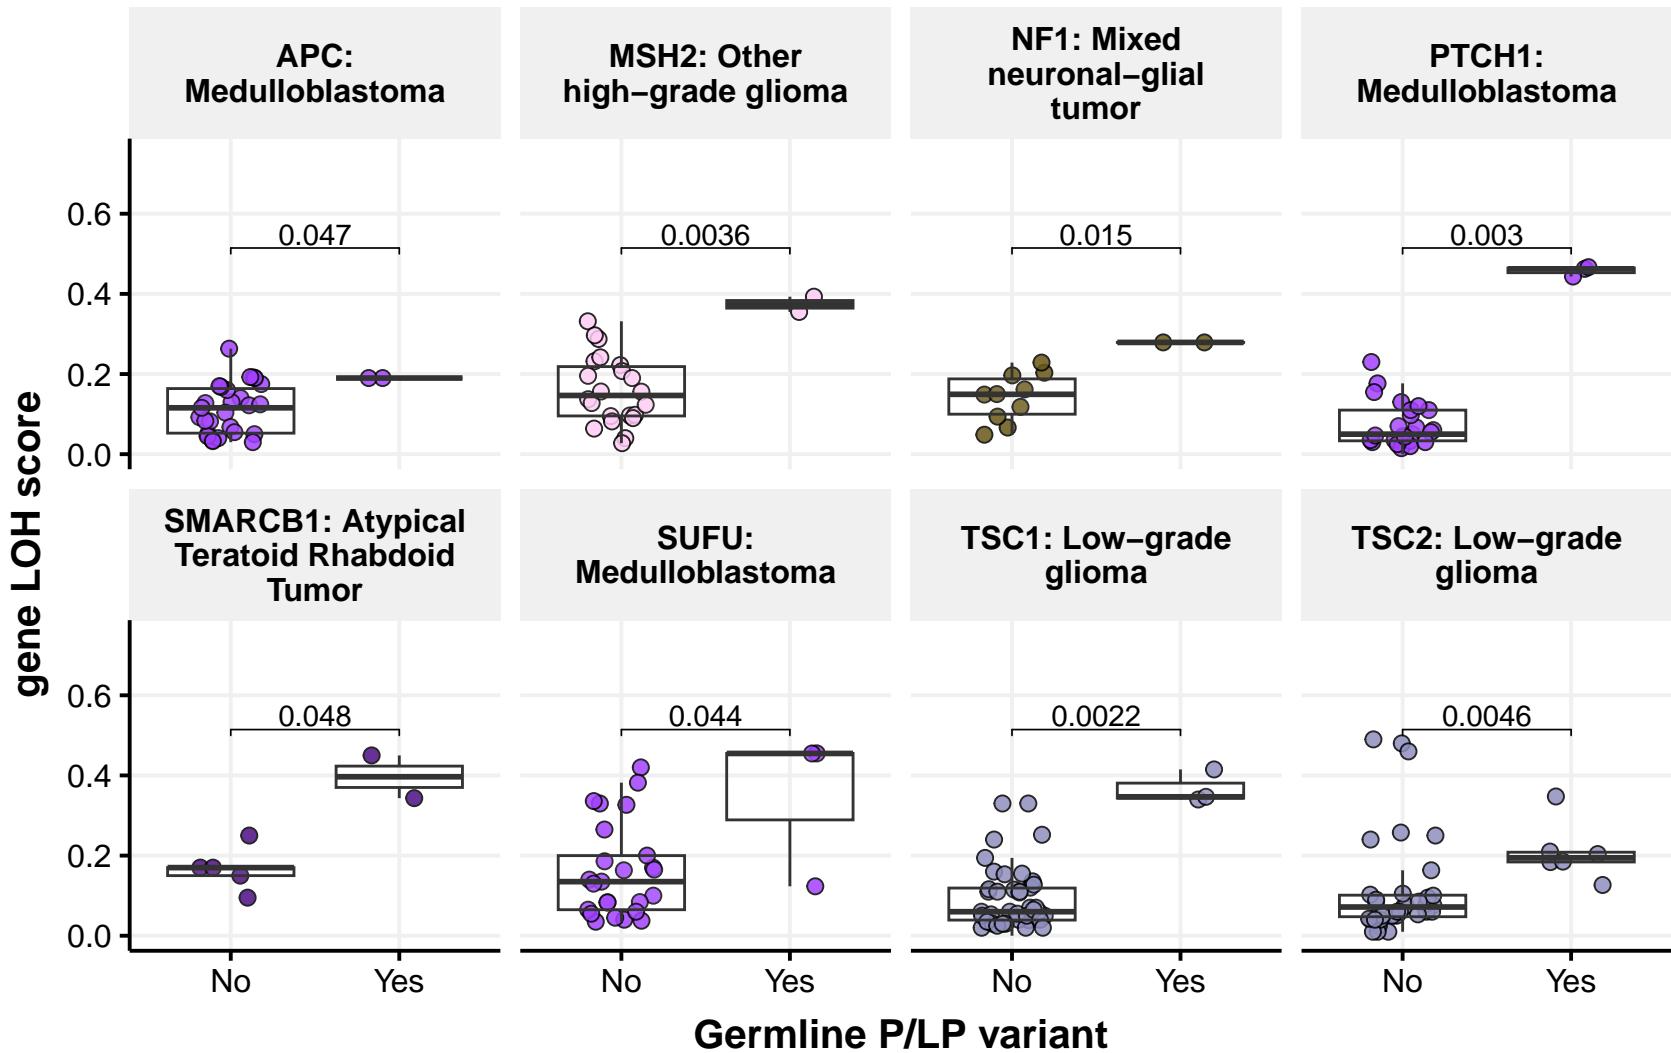 APC:
Medulloblastoma
MSH2: Other
high−grade glioma
NF1: Mixed
neuronal−glial
tumor
PTCH1:
Medulloblastoma
0.6
0.4
0.2
0.0
0.047
0.0036
0.015
0.003
gene LOH score
SMARCB1: Atypical
Teratoid Rhabdoid
Tumor
SUFU:
Medulloblastoma
TSC1: Low−grade
glioma
TSC2: Low−grade
glioma
0.6
0.4
0.2
0.0
0.048
0.044
0.0022
0.0046
No Yes No Yes No Yes No Yes
Germline P/LP variant